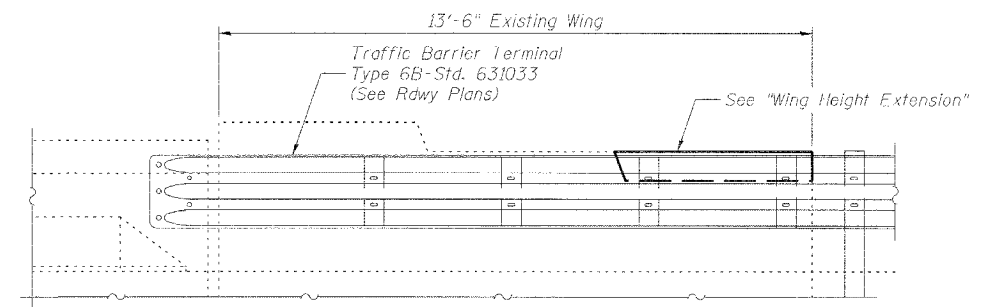 13'-6" Existing Wing
Traffic Barrier Terminal
Type 6B-Std. 631033
(See Rdwy Plans)
See "Wing Height Extension"